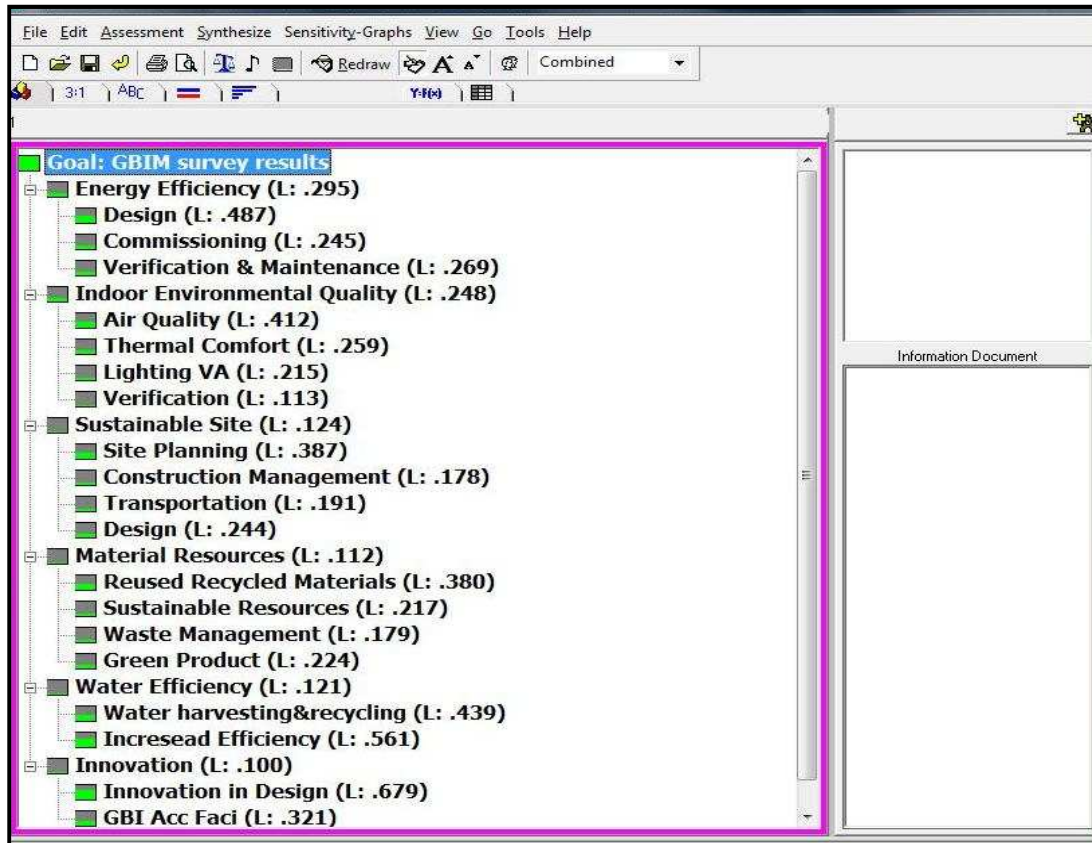 File Edit Assessment Synthesize Sensitivity-Graphs View Go Tools Help
Redraw A A Combined
3:1 ABC Y=F(x)
Goal: GBIM survey results
Energy Efficiency (L: .295)
Design (L: .487)
Commissioning (L: .245)
Verification & Maintenance (L: .269)
Indoor Environmental Quality (L: .248)
Air Quality (L: .412)
Thermal Comfort (L: .259)
Lighting VA (L: .215)
Verification (L: .113)
Sustainable Site (L: .124)
Site Planning (L: .387)
Construction Management (L: .178)
Transportation (L: .191)
Design (L: .244)
Material Resources (L: .112)
Reused Recycled Materials (L: .380)
Sustainable Resources (L: .217)
Waste Management (L: .179)
Green Product (L: .224)
Water Efficiency (L: .121)
Water harvesting&recycling (L: .439)
Incresead Efficiency (L: .561)
Innovation (L: .100)
Innovation in Design (L: .679)
GBI Acc Faci (L: .321)
Information Document